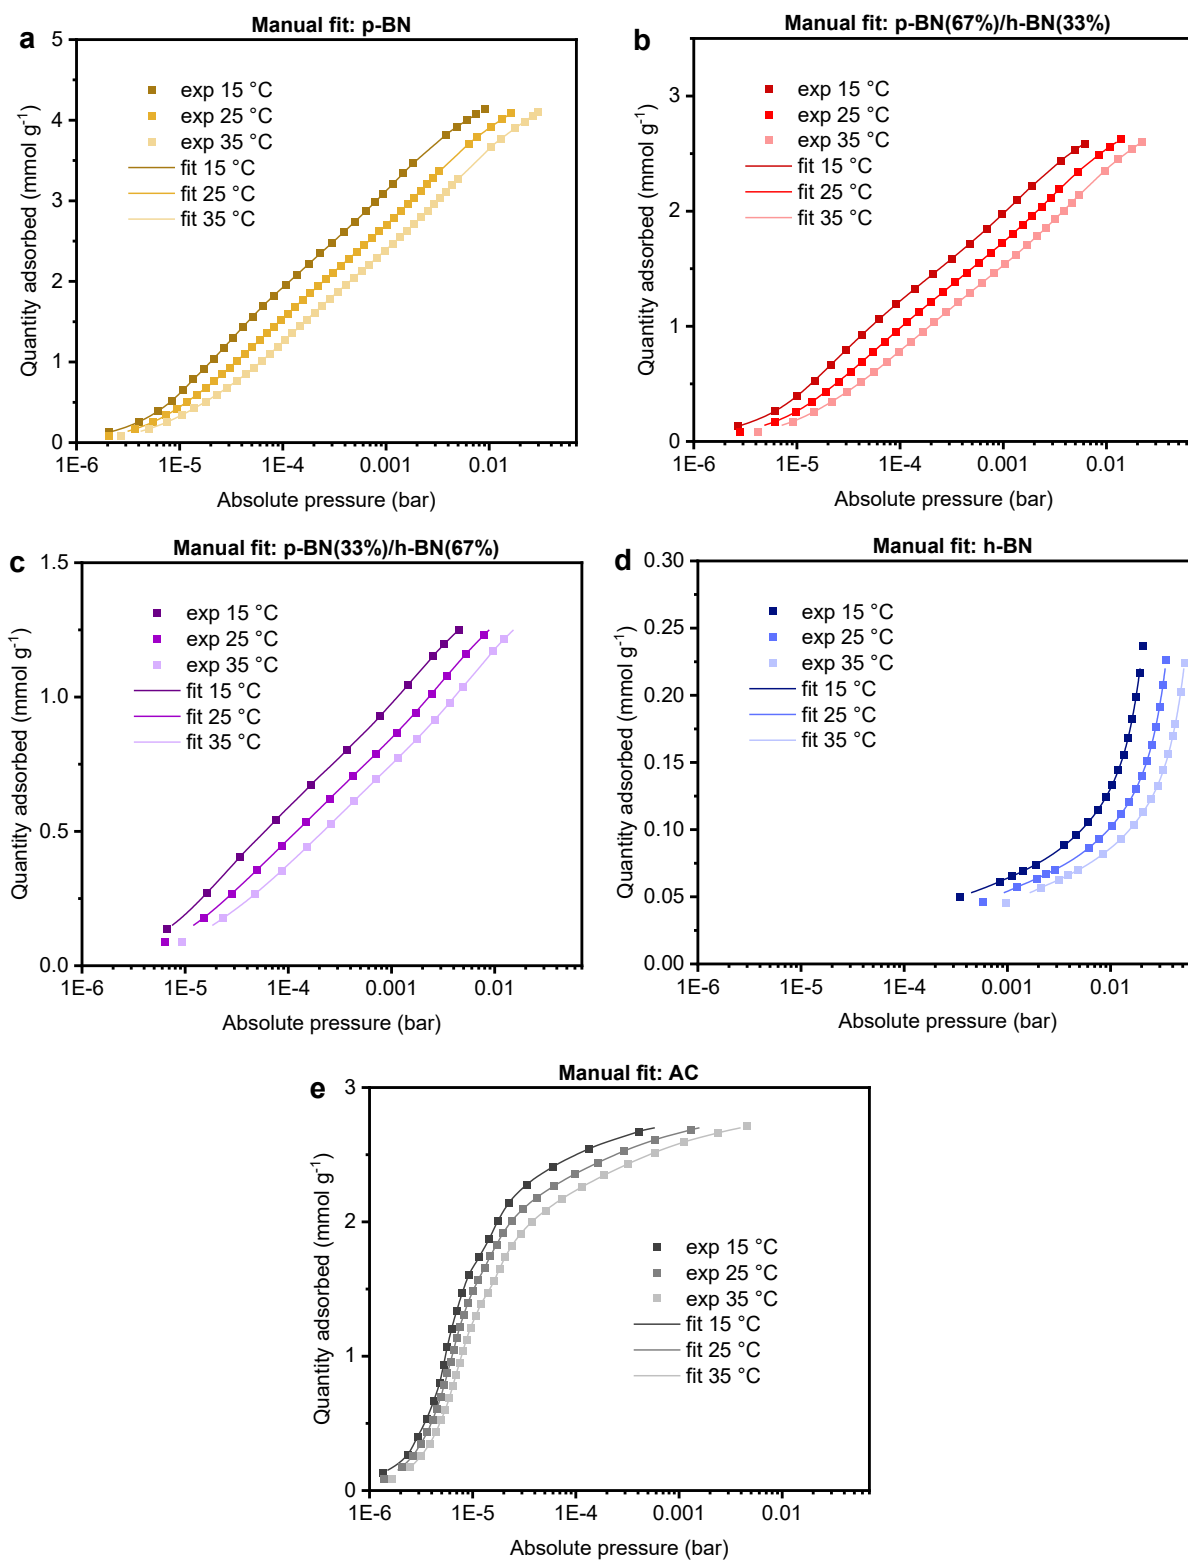 a
Manual fit: p-BN
5
4
3
2
1
0
Quantity adsorbed (mmol g⁻¹)
exp 15 °C
exp 25 °C
exp 35 °C
fit 15 °C
fit 25 °C
fit 35 °C
1E-6 1E-5 1E-4 0.001 0.01
Absolute pressure (bar)
b
Manual fit: p-BN(67%)/h-BN(33%)
3
2
1
0
Quantity adsorbed (mmol g⁻¹)
exp 15 °C
exp 25 °C
exp 35 °C
fit 15 °C
fit 25 °C
fit 35 °C
1E-6 1E-5 1E-4 0.001 0.01
Absolute pressure (bar)
c
Manual fit: p-BN(33%)/h-BN(67%)
1.5
1.0
0.5
0.0
Quantity adsorbed (mmol g⁻¹)
exp 15 °C
exp 25 °C
exp 35 °C
fit 15 °C
fit 25 °C
fit 35 °C
1E-6 1E-5 1E-4 0.001 0.01
Absolute pressure (bar)
d
Manual fit: h-BN
0.30
0.25
0.20
0.15
0.10
0.05
0.00
Quantity adsorbed (mmol g⁻¹)
exp 15 °C
exp 25 °C
exp 35 °C
fit 15 °C
fit 25 °C
fit 35 °C
1E-6 1E-5 1E-4 0.001 0.01
Absolute pressure (bar)
e
Manual fit: AC
3
2
1
0
Quantity adsorbed (mmol g⁻¹)
exp 15 °C
exp 25 °C
exp 35 °C
fit 15 °C
fit 25 °C
fit 35 °C
1E-6 1E-5 1E-4 0.001 0.01
Absolute pressure (bar)